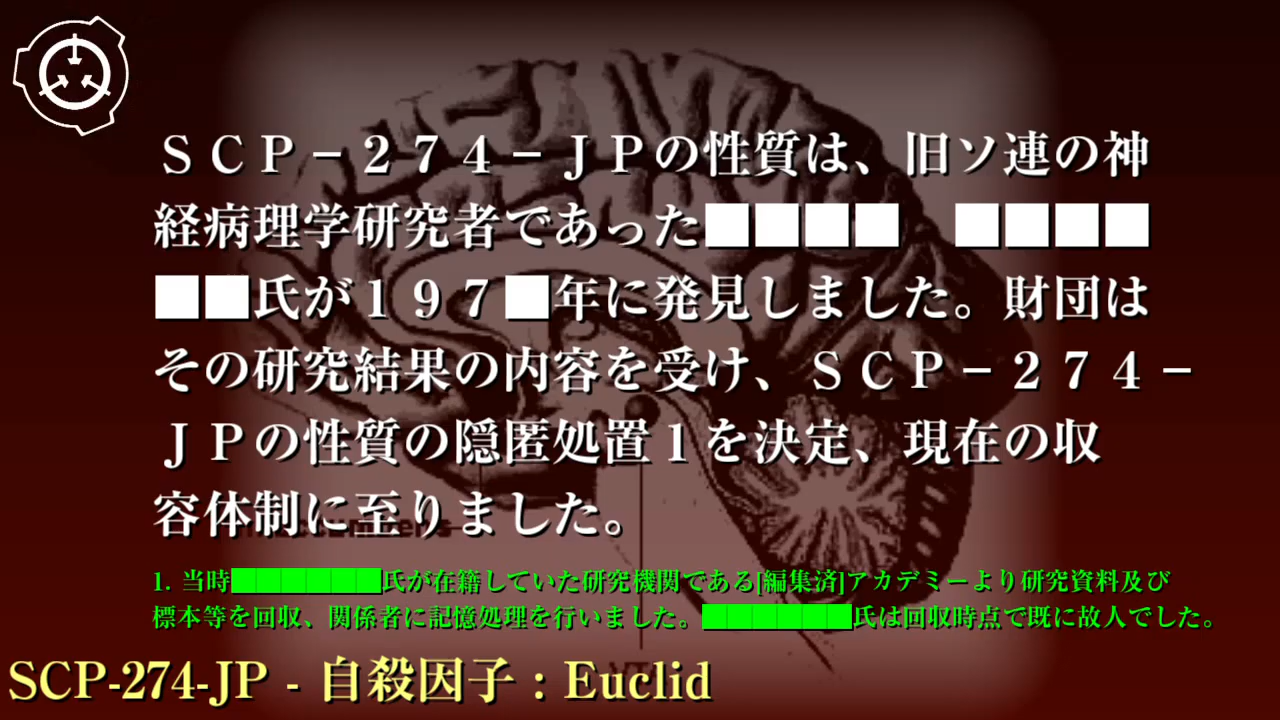 ＳＣＰ－２７４－ＪＰの性質は、旧ソ連の神
経病理学研究者であった■■■■　■■■■
■■氏が１９７■年に発見しました。財団は
その研究結果の内容を受け、ＳＣＰ－２７４－
ＪＰの性質の隠匿処置１を決定、現在の収
容体制に至りました。
1. 当時■■■■■■氏が在籍していた研究機関である[編集済]アカデミーより研究資料及び
標本等を回収、関係者に記憶処理を行いました。■■■■■■氏は回収時点で既に故人でした。
SCP-274-JP - 自殺因子 : Euclid